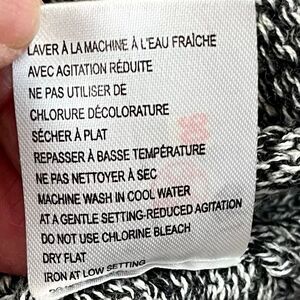 LAVER À LA MACHINE À L'EAU FRAÎCHE
AVEC AGITATION RÉDUITE
NE PAS UTILISER DE
CHLORURE DÉCOLORATURE
SÉCHER À PLAT
REPASSER À BASSE TEMPÉRATURE
NE PAS NETTOYER À SEC
MACHINE WASH IN COOL WATER
AT A GENTLE SETTING-REDUCED AGITATION
DO NOT USE CHLORINE BLEACH
DRY FLAT
IRON AT LOW SETTING